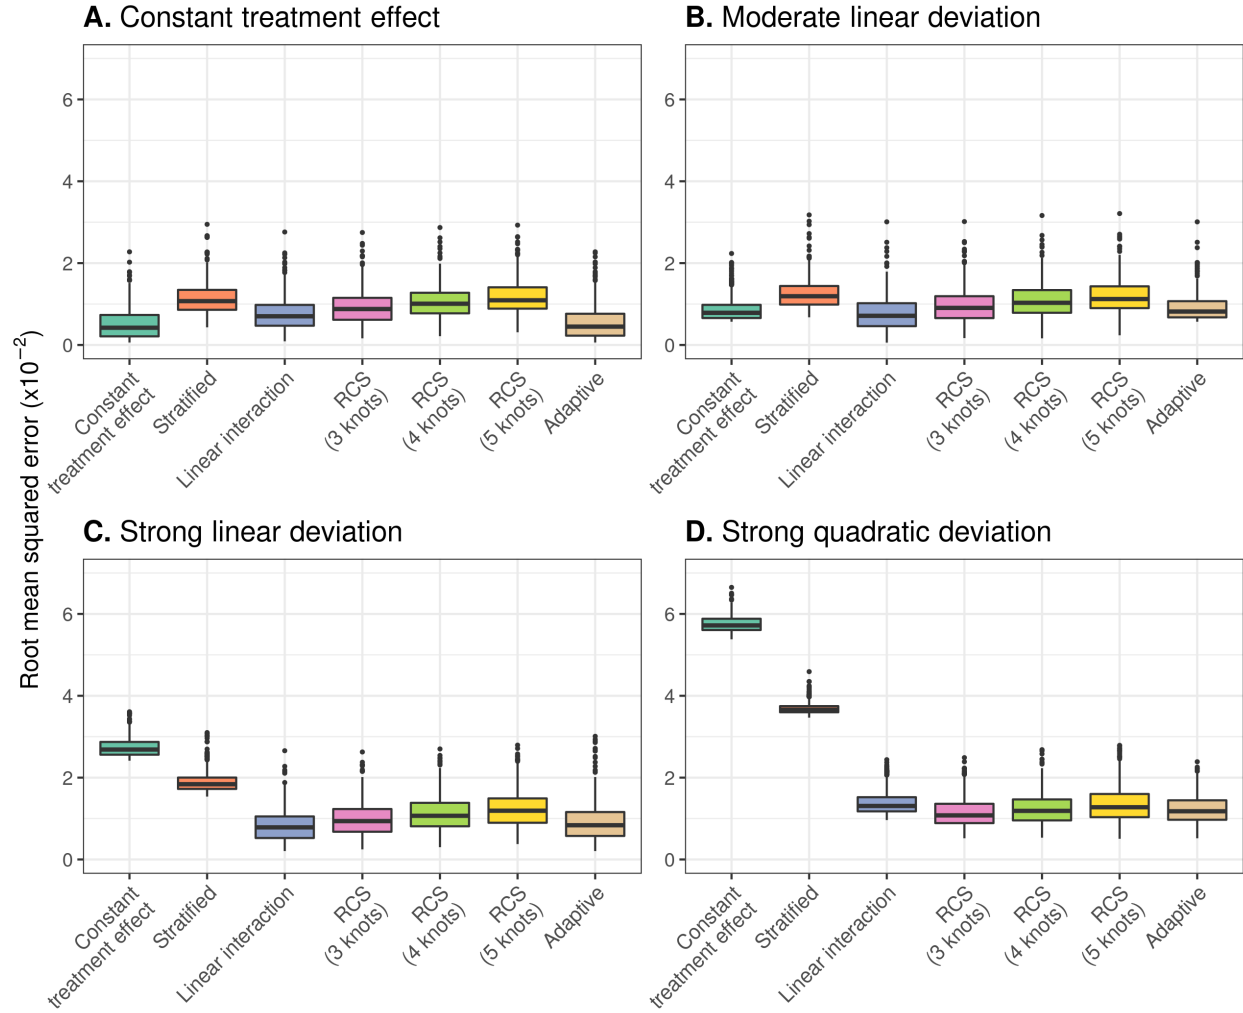 A. Constant treatment effect
B. Moderate linear deviation
6
4
2
0
Constant
treatment effect
Stratified
Linear interaction
RCS
(3 knots)
RCS
(4 knots)
RCS
(5 knots)
Adaptive
6
4
2
0
Constant
treatment effect
Stratified
Linear interaction
RCS
(3 knots)
RCS
(4 knots)
RCS
(5 knots)
Adaptive
Root mean squared error (x10⁻²)
C. Strong linear deviation
D. Strong quadratic deviation
6
4
2
0
Constant
treatment effect
Stratified
Linear interaction
RCS
(3 knots)
RCS
(4 knots)
RCS
(5 knots)
Adaptive
6
4
2
0
Constant
treatment effect
Stratified
Linear interaction
RCS
(3 knots)
RCS
(4 knots)
RCS
(5 knots)
Adaptive